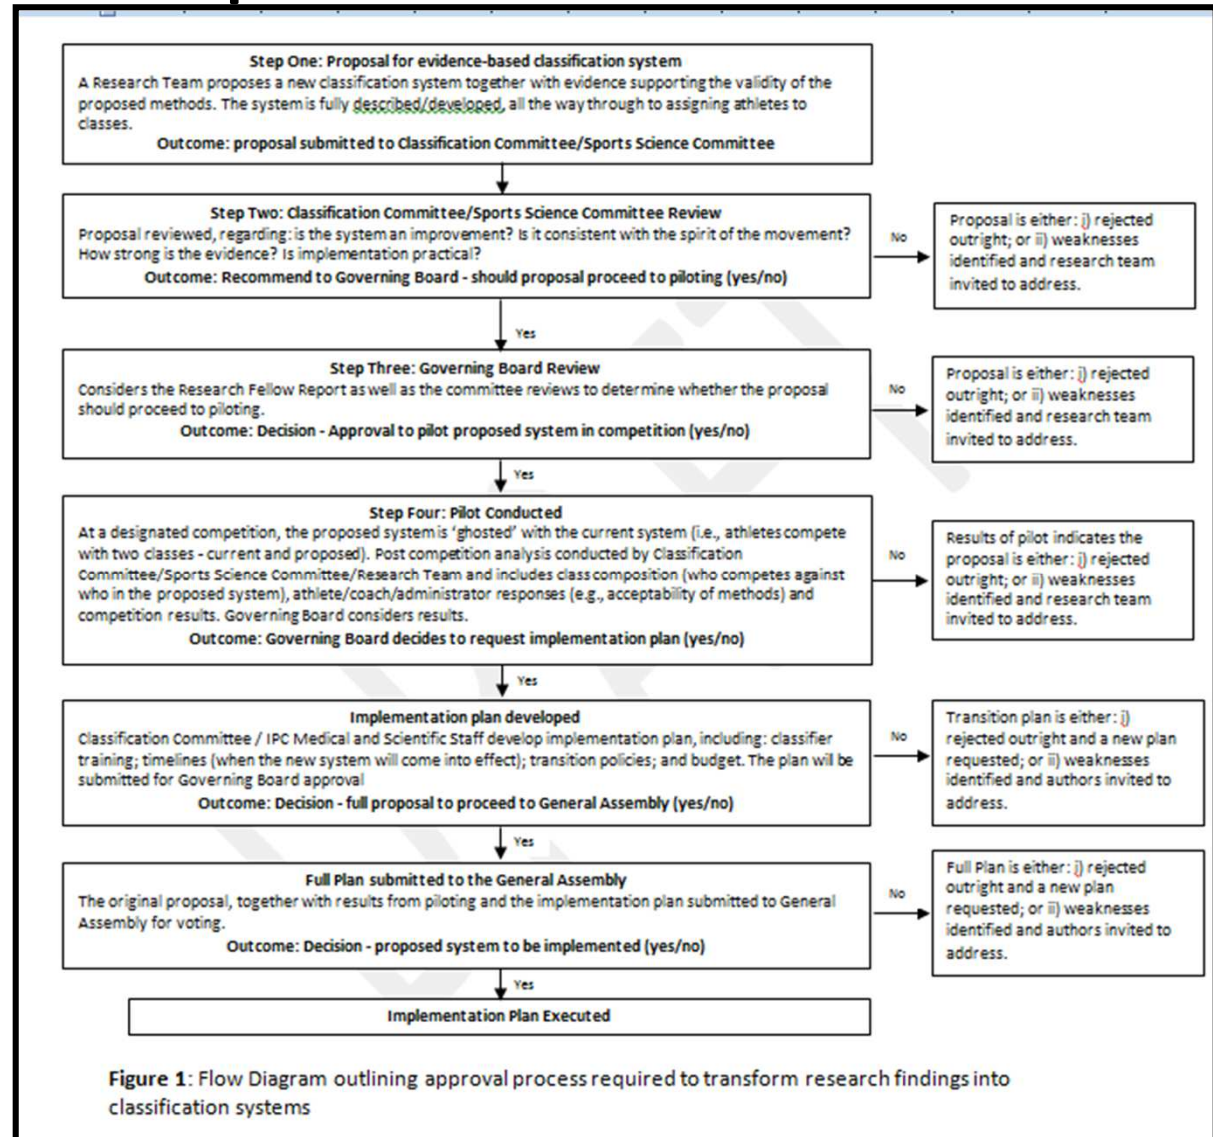 Step One: Proposal for evidence-based classification system
A Research Team proposes a new classification system together with evidence supporting the validity of the
proposed methods. The system is fully described/developed, all the way through to assigning athletes to
classes.
Outcome: proposal submitted to Classification Committee/Sports Science Committee
Step Two: Classification Committee/Sports Science Committee Review
Proposal reviewed, regarding: is the system an improvement? Is it consistent with the spirit of the movement?
How strong is the evidence? Is implementation practical?
Outcome: Recommend to Governing Board - should proposal proceed to piloting (yes/no)
No
Proposal is either: i) rejected
outright; or ii) weaknesses
identified and research team
invited to address.
Yes
Step Three: Governing Board Review
Considers the Research Fellow Report as well as the committee reviews to determine whether the proposal
should proceed to piloting.
Outcome: Decision - Approval to pilot proposed system in competition (yes/no)
No
Proposal is either: i) rejected
outright; or ii) weaknesses
identified and research team
invited to address.
Yes
Step Four: Pilot Conducted
At a designated competition, the proposed system is ‘ghosted’ with the current system (i.e., athletes compete
with two classes - current and proposed). Post competition analysis conducted by Classification
Committee/Sports Science Committee/Research Team and includes class composition (who competes against
who in the proposed system), athlete/coach/administrator responses (e.g., acceptability of methods) and
competition results. Governing Board considers results.
Outcome: Governing Board decides to request implementation plan (yes/no)
No
Results of pilot indicates the
proposal is either: i) rejected
outright; or ii) weaknesses
identified and research team
invited to address.
Yes
Implementation plan developed
Classification Committee / IPC Medical and Scientific Staff develop implementation plan, including: classifier
training; timelines (when the new system will come into effect); transition policies; and budget. The plan will be
submitted for Governing Board approval
Outcome: Decision - full proposal to proceed to General Assembly (yes/no)
No
Transition plan is either: i)
rejected outright and a new plan
requested; or ii) weaknesses
identified and authors invited to
address.
Yes
Full Plan submitted to the General Assembly
The original proposal, together with results from piloting and the implementation plan submitted to General
Assembly for voting.
Outcome: Decision - proposed system to be implemented (yes/no)
No
Full Plan is either: i) rejected
outright and a new plan
requested; or ii) weaknesses
identified and authors invited to
address.
Yes
Implementation Plan Executed
Figure 1: Flow Diagram outlining approval process required to transform research findings into
classification systems